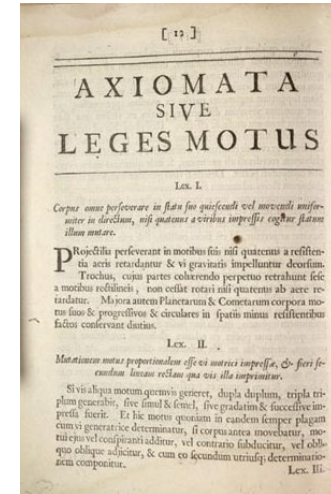 [ 12 ]
AXIOMATA
SIVE
LEGES MOTUS
Lex. I.
Corpus omne perseverare in statu suo quiescendi vel movendi unifor-
miter in directum, nisi quatenus a viribus impressis cogitur statum
illum mutare.
PRojectilia perseverant in motibus suis nisi quatenus a resisten-
tia aeris retardantur & vi gravitatis impelluntur deorsum.
Trochus, cujus partes cohærendo perpetuo retrahunt sese
a motibus rectilineis, non cessat rotari nisi quatenus ab aere re-
tardatur. Majora autem Planetarum & Cometarum corpora mo-
tus suos & progressivos & circulares in spatiis minus resistentibus
factos conservant diutius.
Lex. II.
Mutationem motus proportionalem esse vi motrici impressæ, & fieri se-
cundum lineam rectam qua vis illa imprimitur.
Si vis aliqua motum quemvis generet, dupla duplum, tripla tri-
plum generabit, sive simul & semel, sive gradatim & successive im-
pressa fuerit. Et hic motus quoniam in eandem semper plagam
cum vi generatrice determinatur, si corpus antea movebatur, mo-
tui ejus vel conspiranti additur, vel contrario subducitur, vel obli-
quo oblique adjicitur, & cum eo secundum utriusq; determinatio-
nem componitur.
Lex. III.